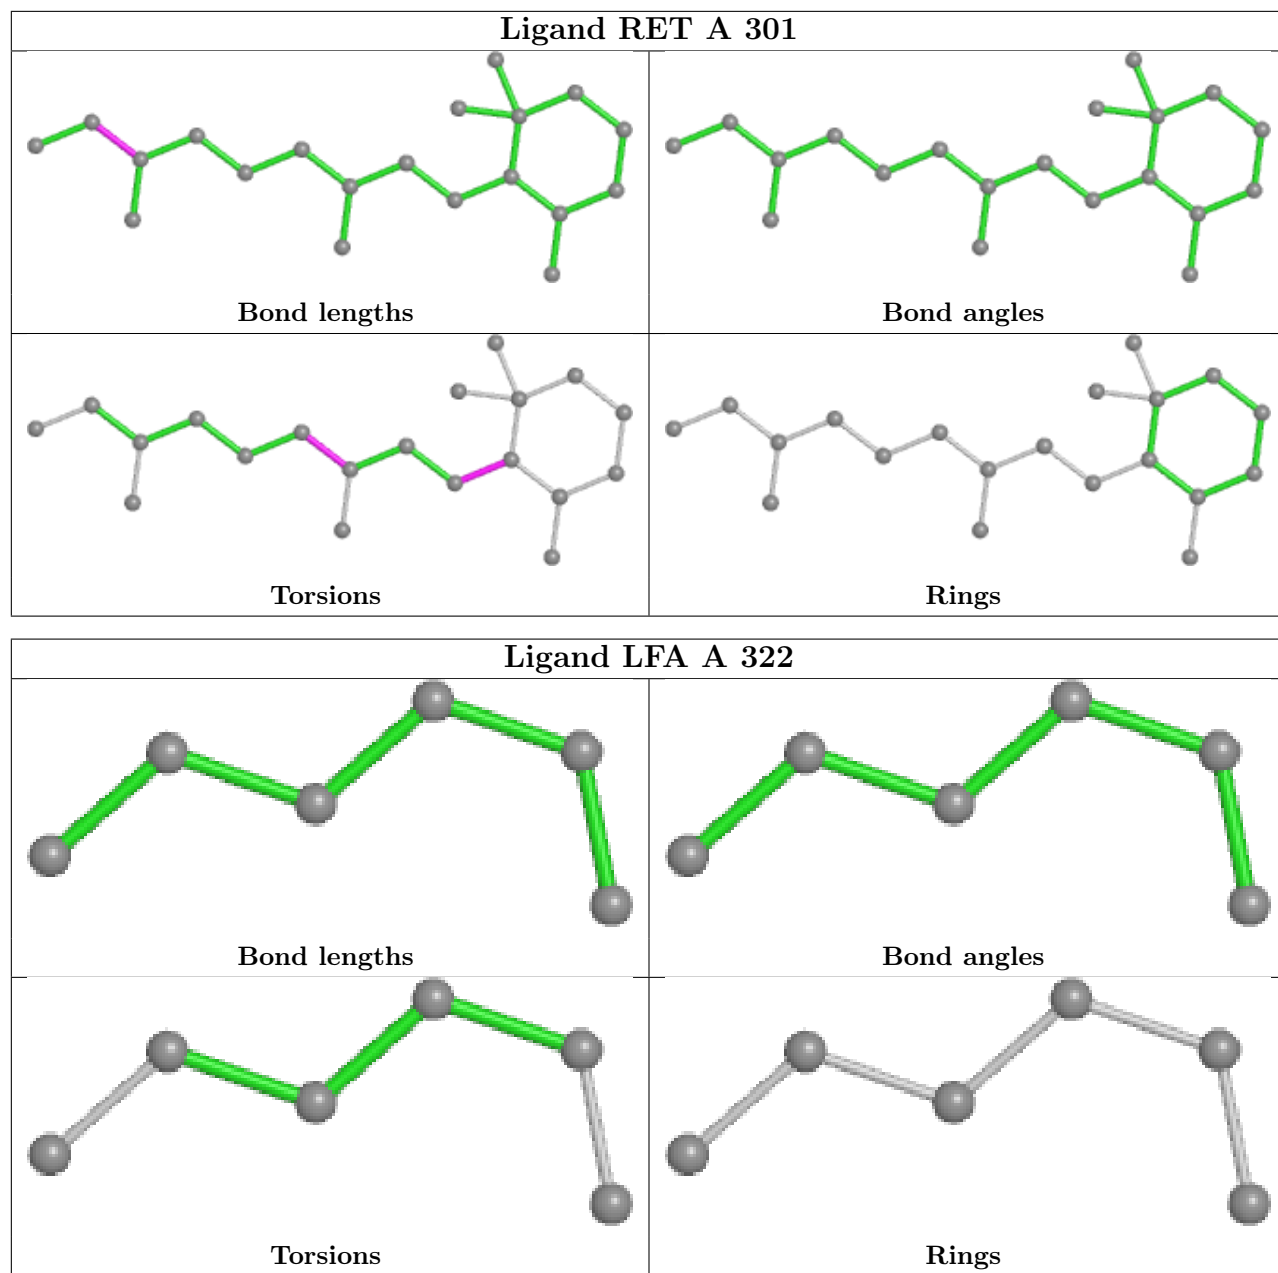 Ligand RET A 301
Bond lengths
Bond angles
Torsions
Rings
Ligand LFA A 322
Bond lengths
Bond angles
Torsions
Rings